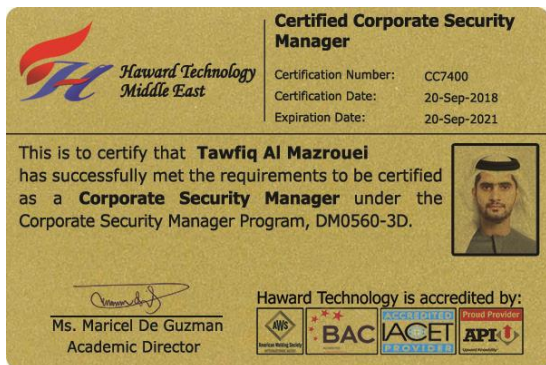 Haward Technology
Middle East
Certified Corporate Security
Manager
Certification Number: CC7400
Certification Date: 20-Sep-2018
Expiration Date: 20-Sep-2021
This is to certify that Tawfiq Al Mazrouei
has successfully met the requirements to be certified
as a Corporate Security Manager under the
Corporate Security Manager Program, DM0560-3D.
Ms. Maricel De Guzman
Academic Director
Haward Technology is accredited by:
AWS
American Welding Society
BAC
ACCREDITED
IACET
PROVIDER
Proud Provider
API